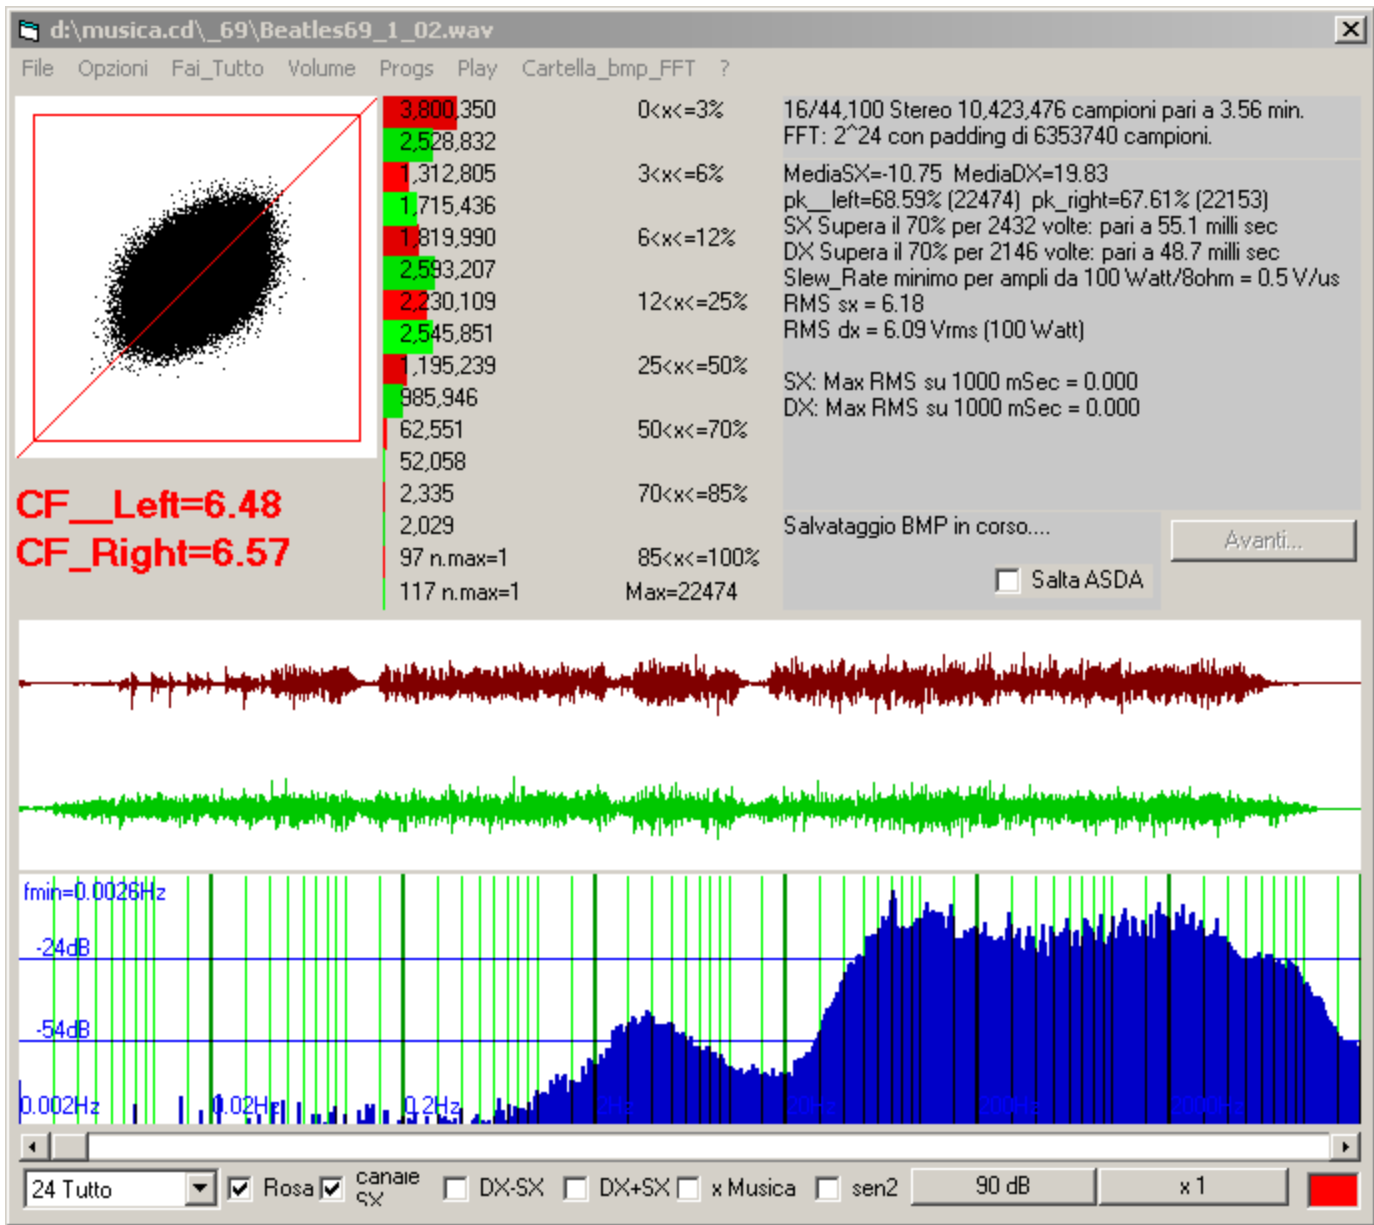 d:\musica.cd\_69\Beatles69_1_02.wav
File Opzioni Fai_Tutto Volume Progs Play Cartella_bmp_FFT ?
3,800,350 0<x<=3%
2,528,832
1,312,805 3<x<=6%
1,715,436
1,819,990 6<x<=12%
2,593,207
2,230,109 12<x<=25%
2,545,851
1,195,239 25<x<=50%
985,946
62,551 50<x<=70%
52,058
2,335 70<x<=85%
2,029
97 n.max=1 85<x<=100%
117 n.max=1 Max=22474
16/44,100 Stereo 10,423,476 campioni pari a 3.56 min.
FFT: 2^24 con padding di 6353740 campioni.
MediaSX=-10.75 MediaDX=19.83
pk__left=68.59% (22474) pk_right=67.61% (22153)
SX Supera il 70% per 2432 volte: pari a 55.1 milli sec
DX Supera il 70% per 2146 volte: pari a 48.7 milli sec
Slew_Rate minimo per ampli da 100 Watt/8ohm = 0.5 V/us
RMS sx = 6.18
RMS dx = 6.09 Vrms (100 Watt)
SX: Max RMS su 1000 mSec = 0.000
DX: Max RMS su 1000 mSec = 0.000
CF__Left=6.48
CF_Right=6.57
Salvataggio BMP in corso....
Avanti...
Salta ASDA
fmin=0.0026Hz
-24dB
-54dB
0.002Hz 0.02Hz 0.2Hz 2Hz 20Hz 200Hz 2000Hz
24 Tutto Rosa canale SX DX-SX DX+SX x Musica sen2 90 dB x 1